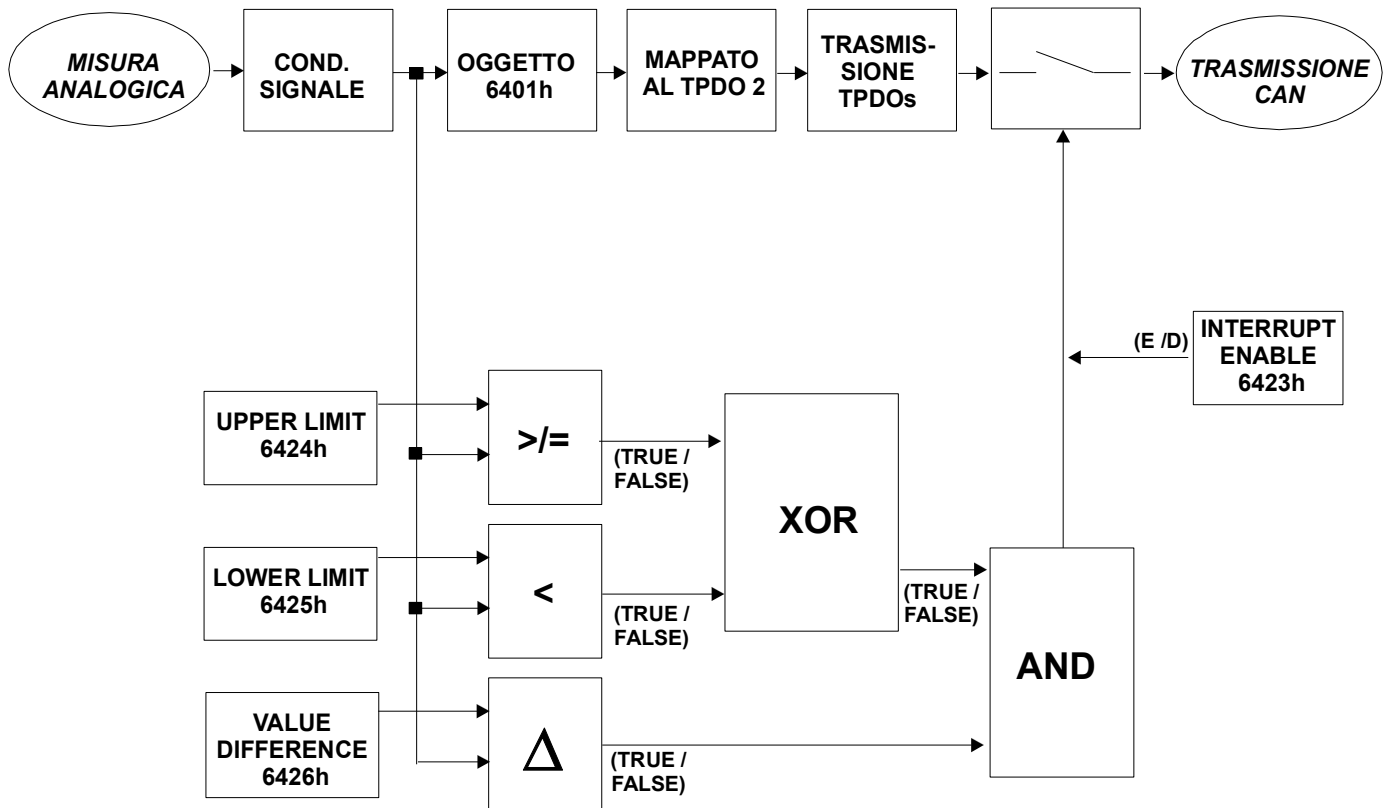 MISURA
ANALOGICA
COND.
SIGNALE
OGGETTO
6401h
MAPPATO
AL TPDO 2
TRASMIS-
SIONE
TPDOs
TRASMISSIONE
CAN
(E /D)
INTERRUPT
ENABLE
6423h
UPPER LIMIT
6424h
>/=
(TRUE /
FALSE)
XOR
LOWER LIMIT
6425h
<
(TRUE /
FALSE)
(TRUE /
FALSE)
AND
VALUE
DIFFERENCE
6426h
Δ
(TRUE /
FALSE)